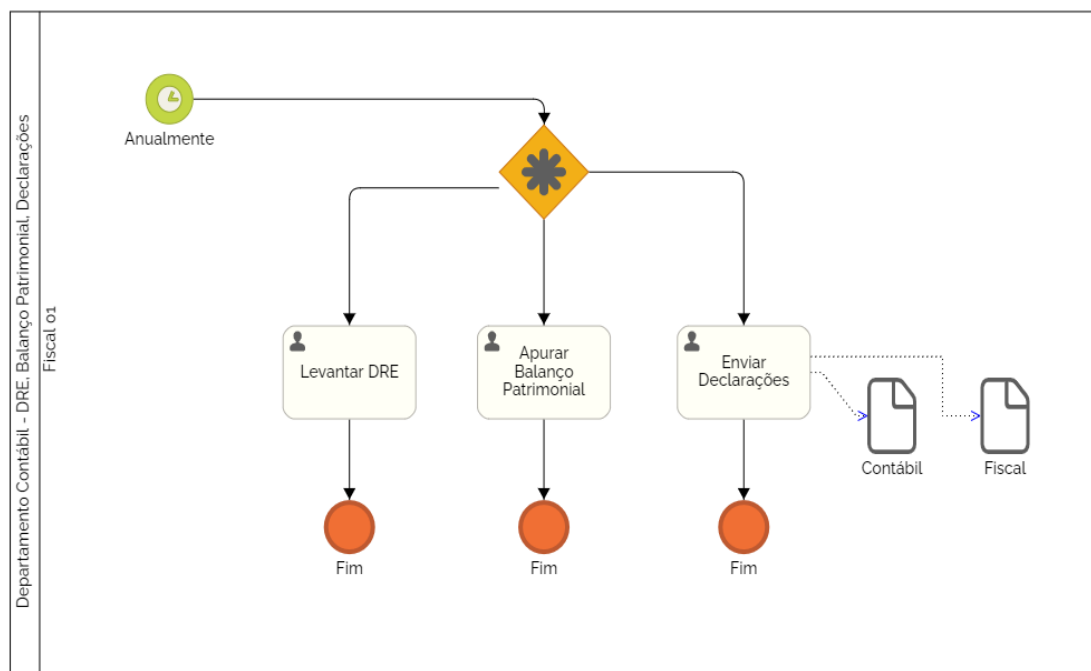 Departamento Contábil - DRE, Balanço Patrimonial, Declarações
Fiscal 01
Anualmente
Levantar DRE
Apurar
Balanço
Patrimonial
Enviar
Declarações
Contábil
Fiscal
Fim
Fim
Fim